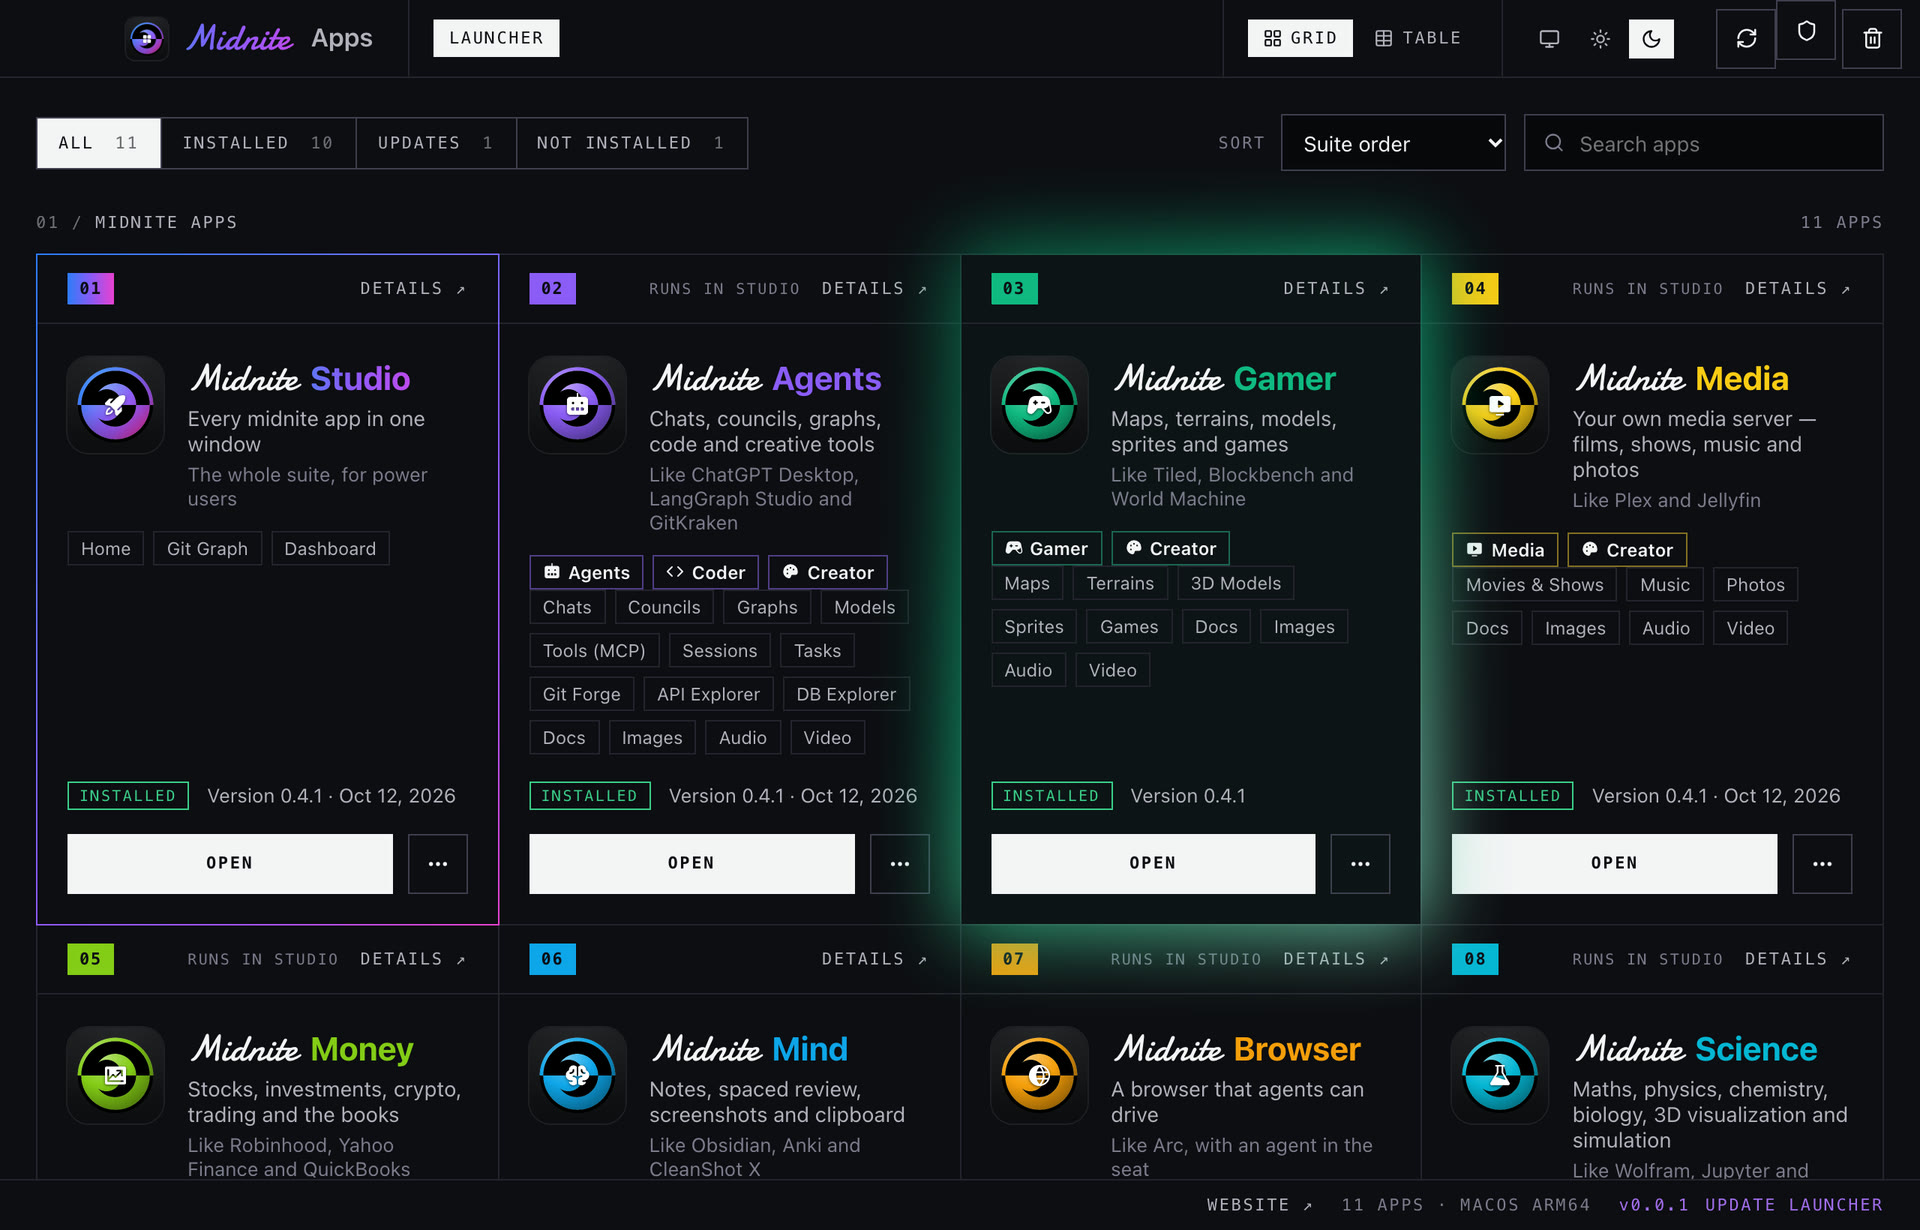 Midnite Apps
LAUNCHER
GRID
TABLE
ALL 11
INSTALLED 10
UPDATES 1
NOT INSTALLED 1
SORT
Suite order
Search apps
01 / MIDNITE APPS
11 APPS
01
DETAILS ↗
Midnite Studio
Every midnite app in one
window
The whole suite, for power
users
Home
Git Graph
Dashboard
INSTALLED
Version 0.4.1 · Oct 12, 2026
OPEN
02
RUNS IN STUDIO
DETAILS ↗
Midnite Agents
Chats, councils, graphs,
code and creative tools
Like ChatGPT Desktop,
LangGraph Studio and
GitKraken
Agents
Coder
Creator
Chats
Councils
Graphs
Models
Tools (MCP)
Sessions
Tasks
Git Forge
API Explorer
DB Explorer
Docs
Images
Audio
Video
INSTALLED
Version 0.4.1 · Oct 12, 2026
OPEN
03
DETAILS ↗
Midnite Gamer
Maps, terrains, models,
sprites and games
Like Tiled, Blockbench and
World Machine
Gamer
Creator
Maps
Terrains
3D Models
Sprites
Games
Docs
Images
Audio
Video
INSTALLED
Version 0.4.1
OPEN
04
RUNS IN STUDIO
DETAILS ↗
Midnite Media
Your own media server —
films, shows, music and
photos
Like Plex and Jellyfin
Media
Creator
Movies & Shows
Music
Photos
Docs
Images
Audio
Video
INSTALLED
Version 0.4.1 · Oct 12, 2026
OPEN
05
RUNS IN STUDIO
DETAILS ↗
Midnite Money
Stocks, investments, crypto,
trading and the books
Like Robinhood, Yahoo
Finance and QuickBooks
06
DETAILS ↗
Midnite Mind
Notes, spaced review,
screenshots and clipboard
Like Obsidian, Anki and
CleanShot X
07
RUNS IN STUDIO
DETAILS ↗
Midnite Browser
A browser that agents can
drive
Like Arc, with an agent in the
seat
08
RUNS IN STUDIO
DETAILS ↗
Midnite Science
Maths, physics, chemistry,
biology, 3D visualization and
simulation
Like Wolfram, Jupyter and
WEBSITE ↗
11 APPS · MACOS ARM64
v0.0.1 UPDATE LAUNCHER